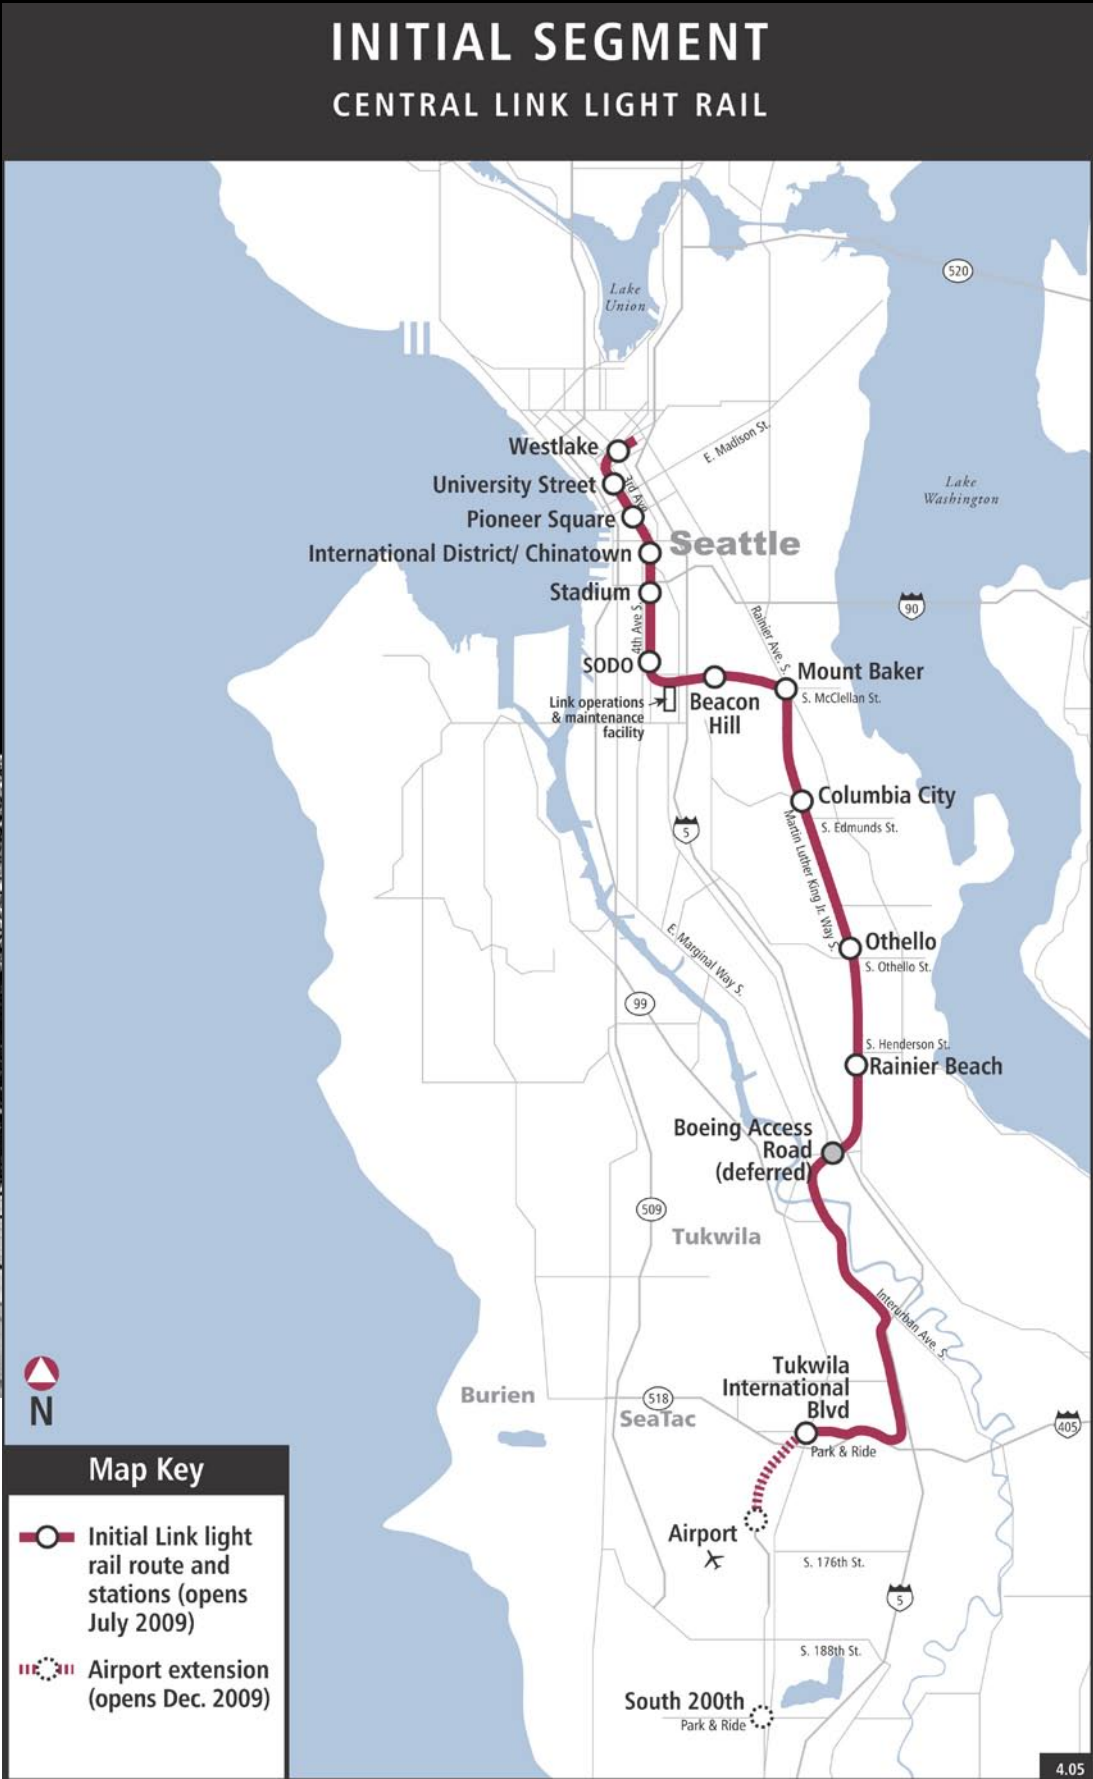 INITIAL SEGMENT
CENTRAL LINK LIGHT RAIL
520
Lake
Union
E. Madison St.
Westlake
University Street
3rd Ave
Pioneer Square
Lake
Washington
International District/ Chinatown
Seattle
Stadium
90
4th Ave S.
Rainier Ave. S.
SODO
Mount Baker
S. McClellan St.
Link operations
& maintenance
facility
Beacon
Hill
Columbia City
S. Edmunds St.
5
Martin Luther King Jr. Way S.
Othello
S. Othello St.
E. Marginal Way S.
99
S. Henderson St.
Rainier Beach
Boeing Access
Road
(deferred)
509
Tukwila
Interurban Ave. S.
Tukwila
International
Blvd
Park & Ride
Burien
518
SeaTac
405
N
Airport
S. 176th St.
5
S. 188th St.
South 200th
Park & Ride
Map Key
Initial Link light
rail route and
stations (opens
July 2009)
Airport extension
(opens Dec. 2009)
4.05